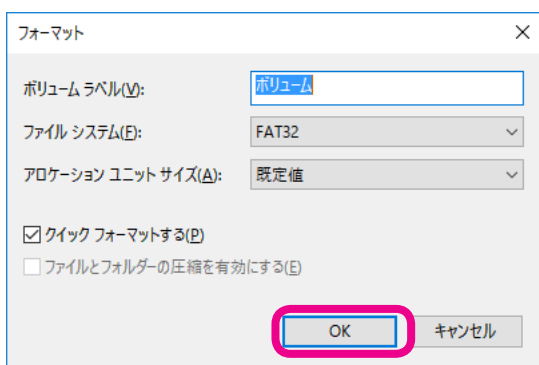 フォーマット
ボリューム ラベル(V): ボリューム
ファイル システム(F): FAT32
アロケーション ユニット サイズ(A): 既定値
クイック フォーマットする(P)
ファイルとフォルダーの圧縮を有効にする(E)
OK キャンセル